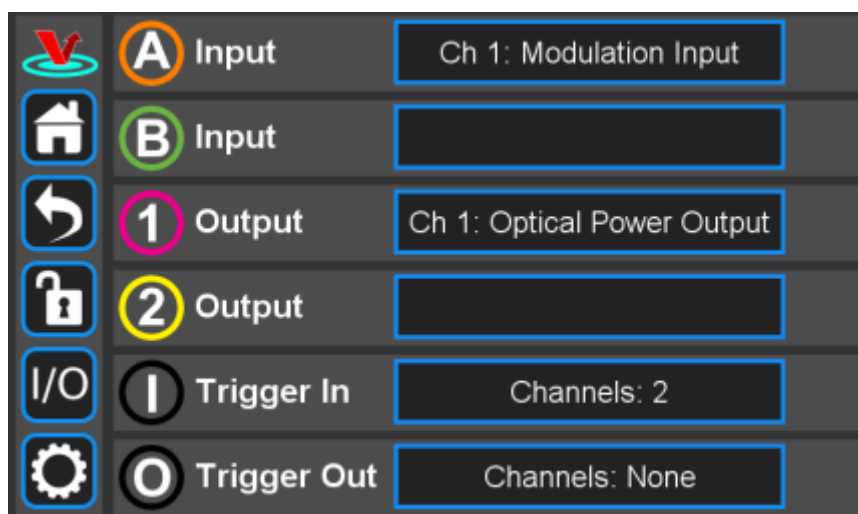 A Input Ch 1: Modulation Input
B Input
1 Output Ch 1: Optical Power Output
2 Output
I/O I Trigger In Channels: 2
O Trigger Out Channels: None